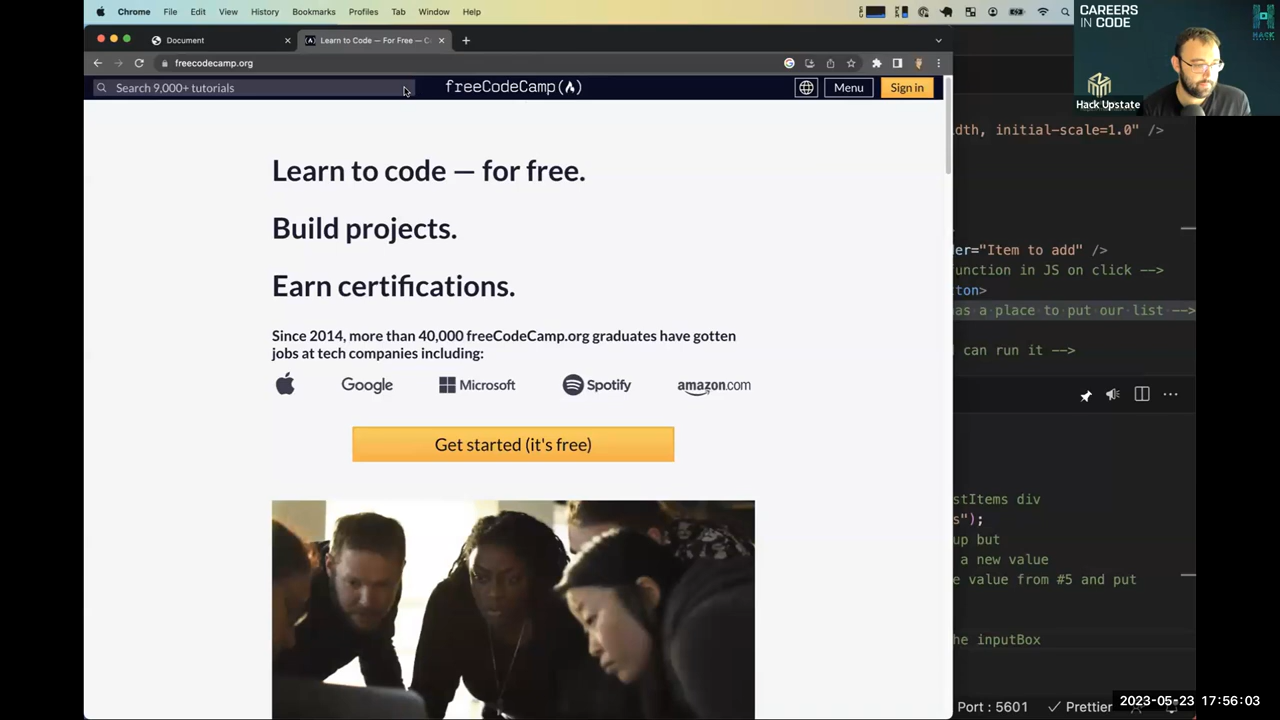 Chrome File Edit View History Bookmarks Profiles Tab Window Help
CAREERS
IN CODE
HACK
Hack Upstate
Document
Learn to Code — For Free — C
freecodecamp.org
Search 9,000+ tutorials
freeCodeCamp
Menu
Sign in
Learn to code — for free.
Build projects.
Earn certifications.
Since 2014, more than 40,000 freeCodeCamp.org graduates have gotten
jobs at tech companies including:
Google
Microsoft
Spotify
amazon.com
Get started (it's free)
idth, initial-scale=1.0" />
der="Item to add" />
function in JS on click -->
ton>
has a place to put our list -->
can run it -->
stItems div
s");
up but
a new value
e value from #5 and put
he inputBox
Port : 5601
Prettier
2023-05-23 17:56:03